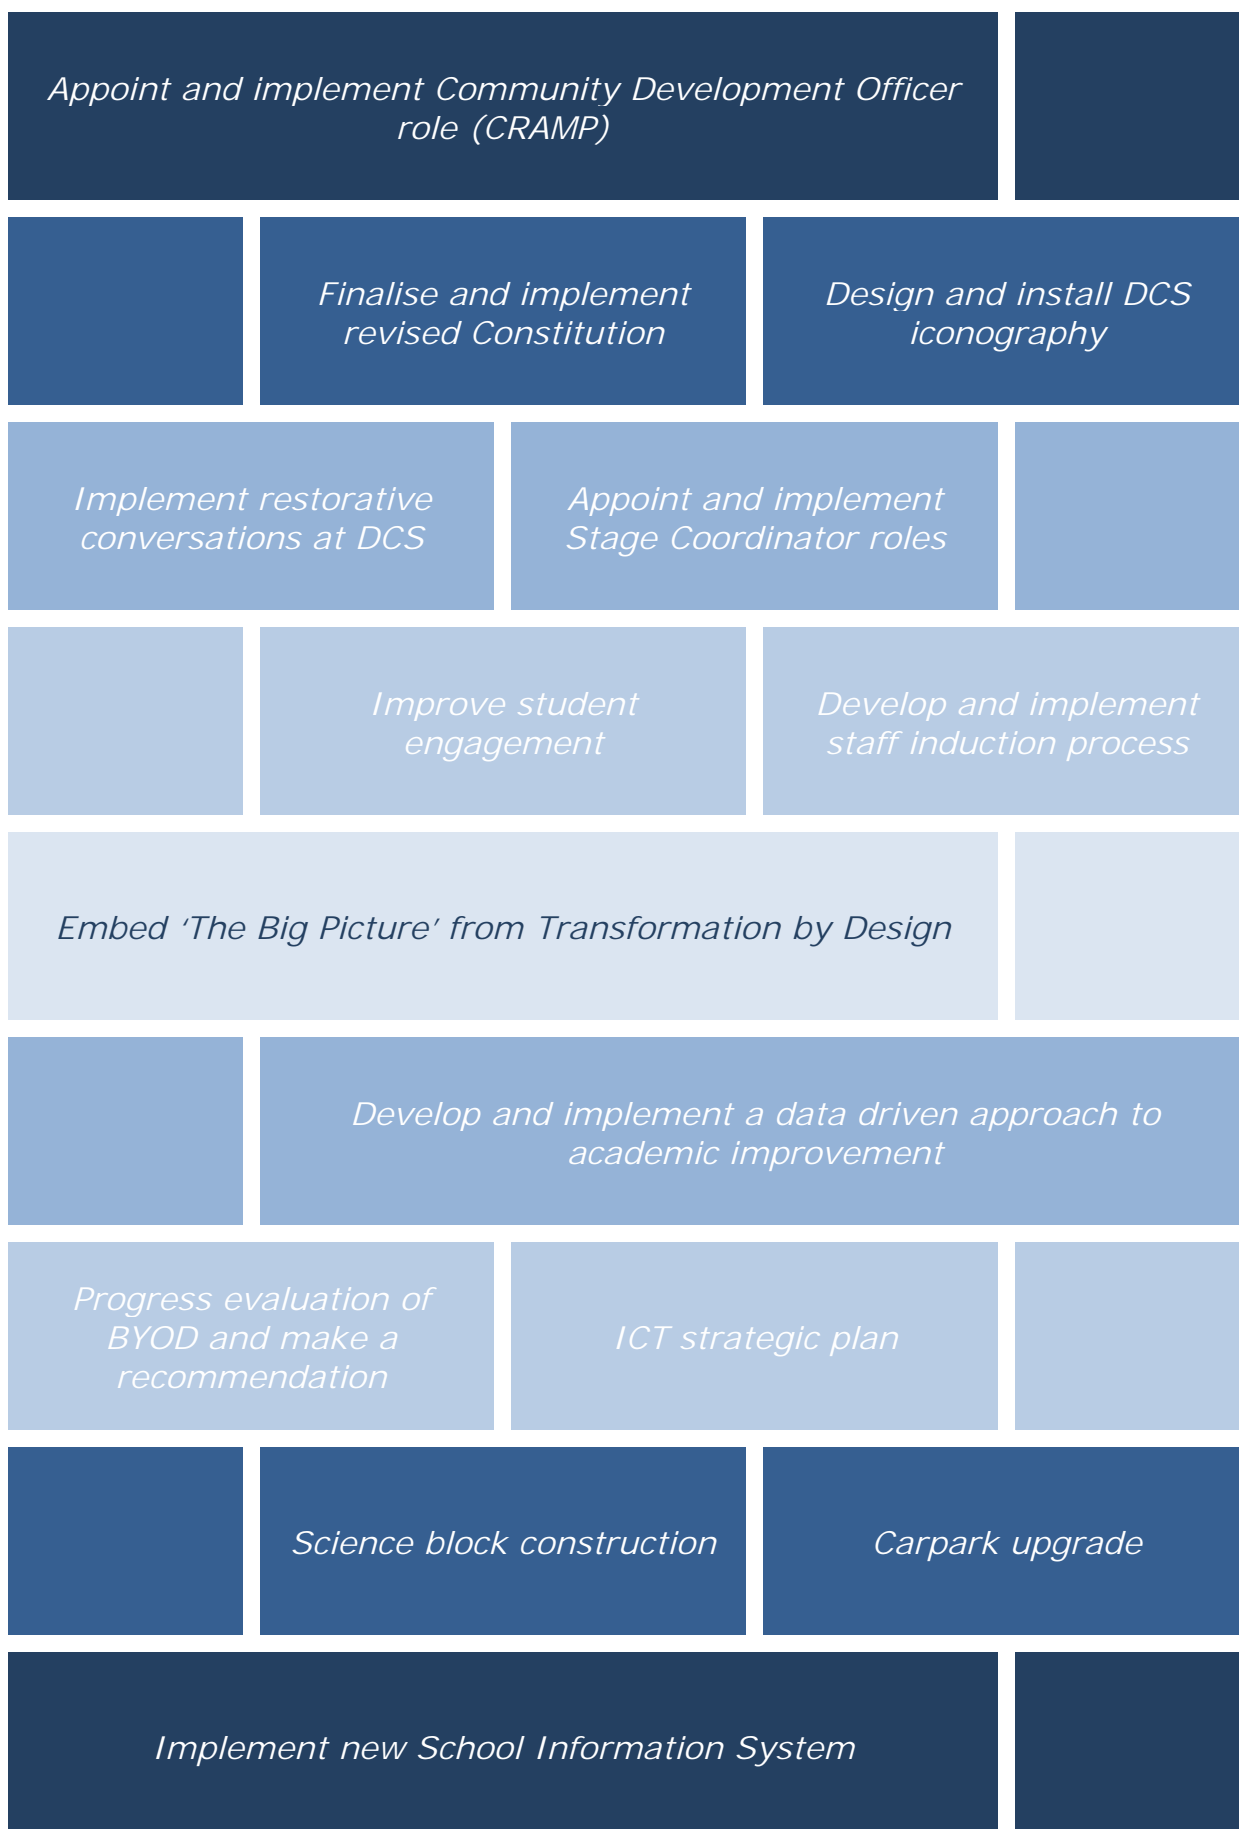 Appoint and implement Community Development Officer
role (CRAMP)
Finalise and implement
revised Constitution
Design and install DCS
iconography
Implement restorative
conversations at DCS
Appoint and implement
Stage Coordinator roles
Improve student
engagement
Develop and implement
staff induction process
Embed ‘The Big Picture’ from Transformation by Design
Develop and implement a data driven approach to
academic improvement
Progress evaluation of
BYOD and make a
recommendation
ICT strategic plan
Science block construction
Carpark upgrade
Implement new School Information System